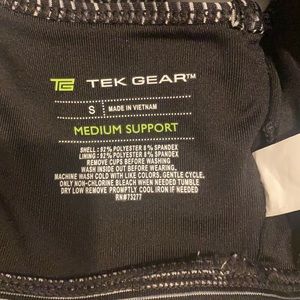 TEK GEAR™
S MADE IN VIETNAM
MEDIUM SUPPORT
SHELL: 92% POLYESTER 8% SPANDEX
LINING: 92% POLYESTER 8% SPANDEX
REMOVE CUPS BEFORE WASHING
WASH INSIDE OUT BEFORE WEARING.
MACHINE WASH COLD WITH LIKE COLORS, GENTLE CYCLE.
ONLY NON-CHLORINE BLEACH WHEN NEEDED TUMBLE
DRY LOW REMOVE PROMPTLY COOL IRON IF NEEDED
RN#73277